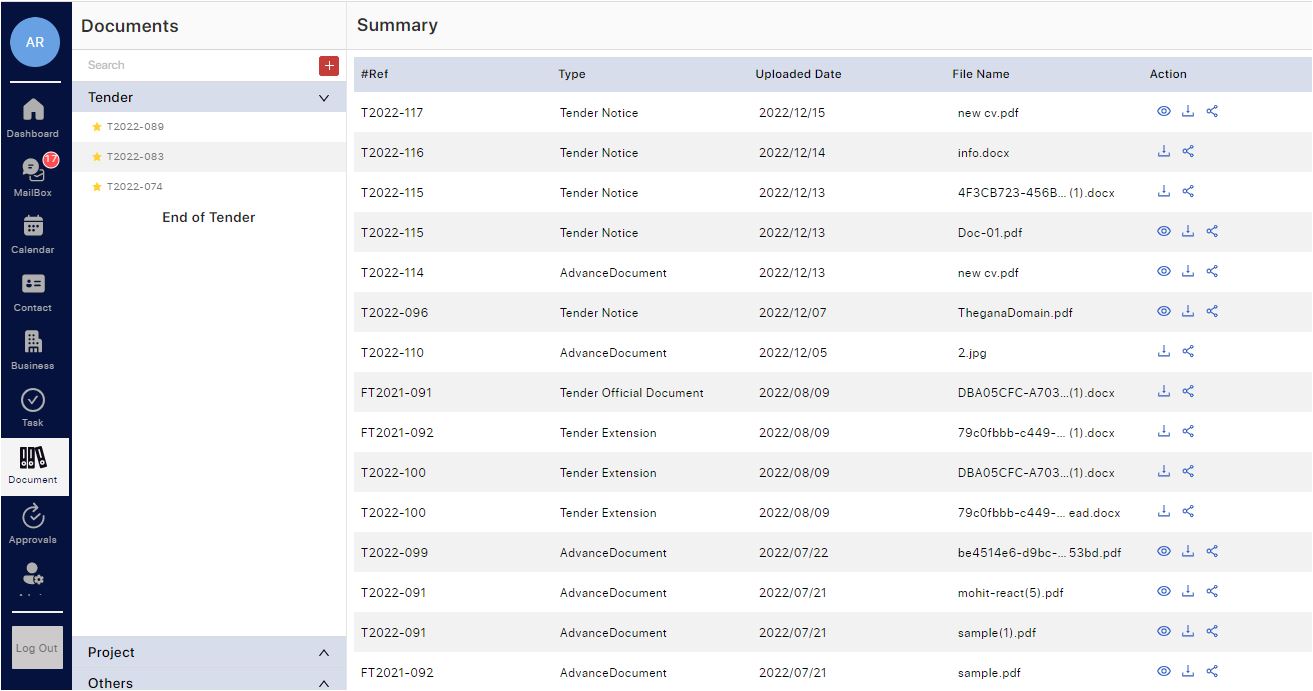 AR
Dashboard
17
MailBox
Calendar
Contact
Business
Task
Document
Approvals
Log Out
Documents
Search
Tender
T2022-089
T2022-083
T2022-074
End of Tender
Project
Others
Summary
#Ref Type Uploaded Date File Name Action
T2022-117 Tender Notice 2022/12/15 new cv.pdf
T2022-116 Tender Notice 2022/12/14 info.docx
T2022-115 Tender Notice 2022/12/13 4F3CB723-456B... (1).docx
T2022-115 Tender Notice 2022/12/13 Doc-01.pdf
T2022-114 AdvanceDocument 2022/12/13 new cv.pdf
T2022-096 Tender Notice 2022/12/07 TheganaDomain.pdf
T2022-110 AdvanceDocument 2022/12/05 2.jpg
FT2021-091 Tender Official Document 2022/08/09 DBA05CFC-A703...(1).docx
FT2021-092 Tender Extension 2022/08/09 79c0fbbb-c449-... (1).docx
T2022-100 Tender Extension 2022/08/09 DBA05CFC-A703...(1).docx
T2022-100 Tender Extension 2022/08/09 79c0fbbb-c449-... ead.docx
T2022-099 AdvanceDocument 2022/07/22 be4514e6-d9bc-... 53bd.pdf
T2022-091 AdvanceDocument 2022/07/21 mohit-react(5).pdf
T2022-091 AdvanceDocument 2022/07/21 sample(1).pdf
FT2021-092 AdvanceDocument 2022/07/21 sample.pdf